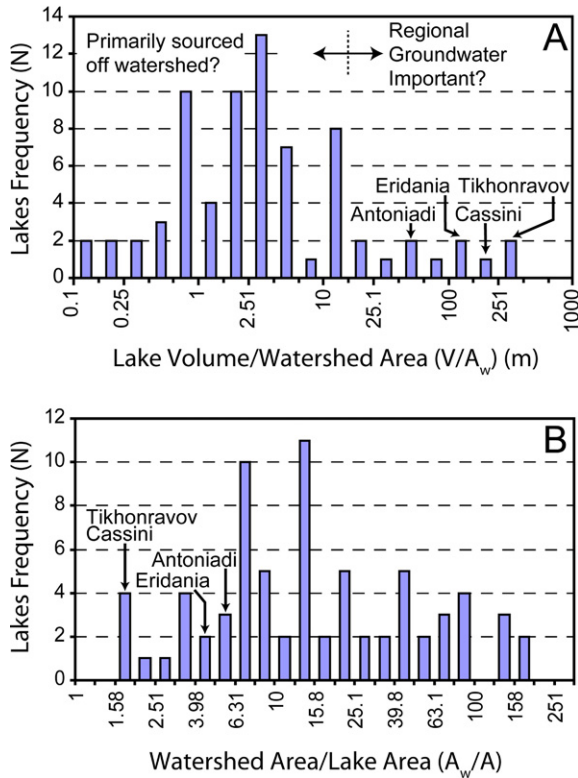 14
12
10
8
6
4
2
0
Lakes Frequency (N)
Primarily sourced
off watershed?
Regional
Groundwater
Important?
A
Eridania
Tikhonravov
Antoniadi
Cassini
0.1
0.25
1
2.51
10
25.1
100
251
1000
Lake Volume/Watershed Area (V/Aw) (m)
12
10
8
6
4
2
0
Lakes Frequency (N)
B
Tikhonravov
Cassini
Antoniadi
Eridania
1
1.58
2.51
3.98
6.31
10
15.8
25.1
39.8
63.1
100
158
251
Watershed Area/Lake Area (Aw/A)